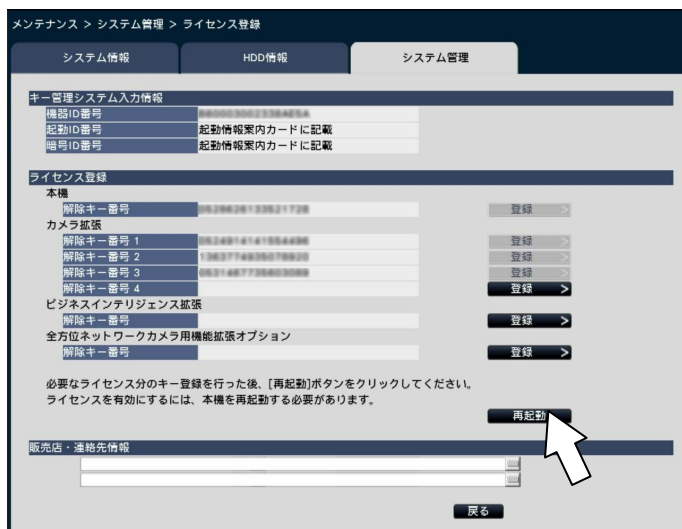 メンテナンス > システム管理 > ライセンス登録
システム情報 HDD情報 システム管理
キー管理システム入力情報
機器ID番号
起動ID番号 起動情報案内カードに記載
暗号ID番号 起動情報案内カードに記載
ライセンス登録
本機
解除キー番号 登録 >
カメラ拡張
解除キー番号 1 登録 >
解除キー番号 2 登録 >
解除キー番号 3 登録 >
解除キー番号 4 登録 >
ビジネスインテリジェンス拡張
解除キー番号 登録 >
全方位ネットワークカメラ用機能拡張オプション
解除キー番号 登録 >
必要なライセンス分のキー登録を行った後、[再起動]ボタンをクリックしてください。
ライセンスを有効にするには、本機を再起動する必要があります。
再起動
販売店・連絡先情報
戻る